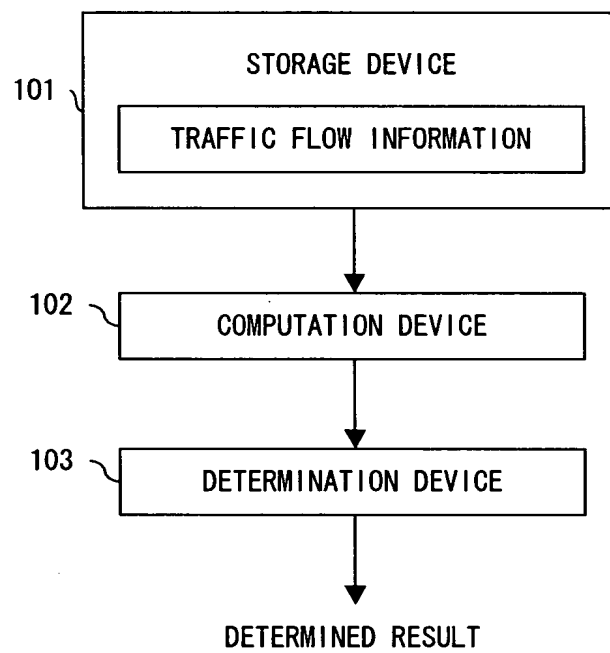 STORAGE DEVICE
101
TRAFFIC FLOW INFORMATION
102
COMPUTATION DEVICE
103
DETERMINATION DEVICE
DETERMINED RESULT